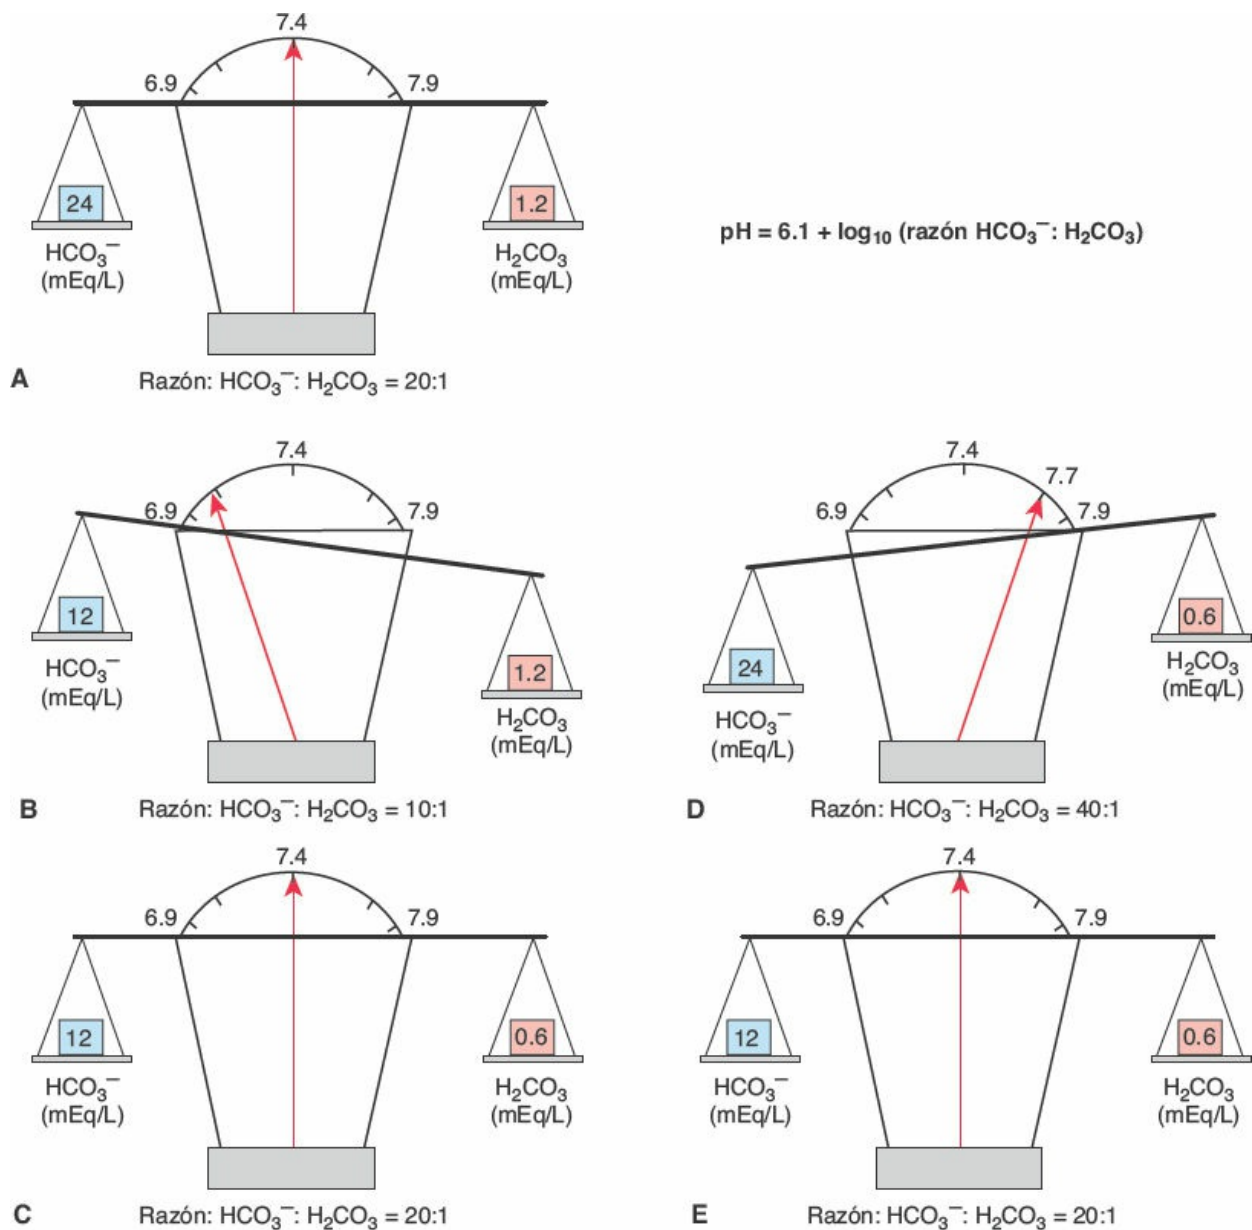 7.4
6.9 7.9
24 1.2
HCO₃⁻ H₂CO₃
(mEq/L) (mEq/L)
pH = 6.1 + log₁₀ (razón HCO₃⁻: H₂CO₃)
A Razón: HCO₃⁻: H₂CO₃ = 20:1
7.4
6.9 7.9
12
HCO₃⁻
(mEq/L)
1.2
H₂CO₃
(mEq/L)
B Razón: HCO₃⁻: H₂CO₃ = 10:1
7.4
7.7
6.9 7.9
0.6
H₂CO₃
(mEq/L)
24
HCO₃⁻
(mEq/L)
D Razón: HCO₃⁻: H₂CO₃ = 40:1
7.4
6.9 7.9
12 0.6
HCO₃⁻ H₂CO₃
(mEq/L) (mEq/L)
C Razón: HCO₃⁻: H₂CO₃ = 20:1
7.4
6.9 7.9
12 0.6
HCO₃⁻ H₂CO₃
(mEq/L) (mEq/L)
E Razón: HCO₃⁻: H₂CO₃ = 20:1